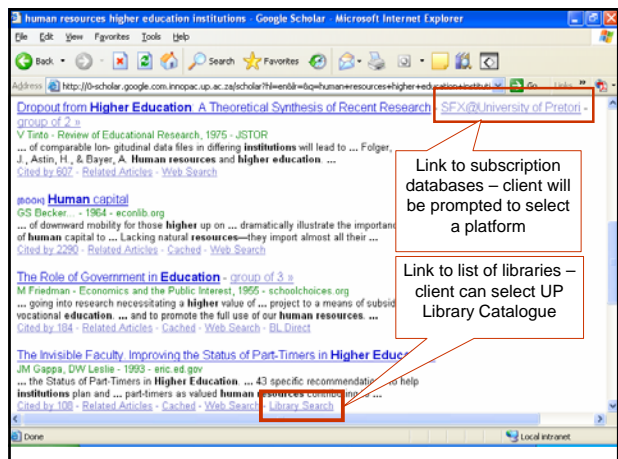 human resources higher education institutions - Google Scholar - Microsoft Internet Explorer
File Edit View Favorites Tools Help
Back Search Favorites
Address http://0-scholar.google.com.innopac.up.ac.za/scholar?hl=en&lr=&q=human+resources+higher+education+instituti Go Links »
Dropout from Higher Education: A Theoretical Synthesis of Recent Research - SFX@University of Pretori -
group of 2 »
V Tinto - Review of Educational Research, 1975 - JSTOR
... of comparable lon- gitudinal data files in differing institutions will lead to ... Folger,
J., Astin, H., & Bayer, A. Human resources and higher education. ...
Cited by 607 - Related Articles - Web Search
Link to subscription
databases – client will
be prompted to select
a platform
[BOOK] Human capital
GS Becker... - 1964 - econlib.org
... of downward mobility for those higher up on ... dramatically illustrate the importanc
of human capital to ... Lacking natural resources—they import almost all their ...
Cited by 2290 - Related Articles - Web Search
Link to list of libraries –
client can select UP
Library Catalogue
The Role of Government in Education - group of 3 »
M Friedman - Economics and the Public Interest, 1955 - schoolchoices.org
... going into research necessitating a higher value of ... project to a means of subsid
vocational education. ... and to promote the full use of our human resources. ...
Cited by 184 - Related Articles - Cached - Web Search - BL Direct
The Invisible Faculty. Improving the Status of Part-Timers in Higher Educ
JM Gappa, DW Leslie - 1993 - eric.ed.gov
... the Status of Part-Timers in Higher Education. ... 43 specific recommendation to help
institutions plan and ... part-timers as valued human resources contributing to ...
Cited by 108 - Related Articles - Cached - Web Search - Library Search
Done Local intranet